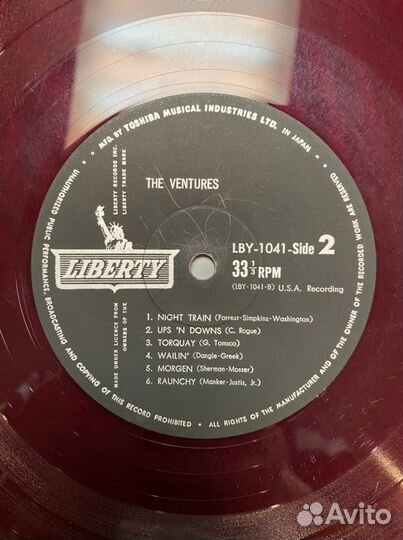 MFG. BY TOSHIBA MUSICAL INDUSTRIES LTD. IN JAPAN
UNAUTHORIZED PUBLIC PERFORMANCE, BROADCASTING AND COPYING OF THIS RECORD PROHIBITED • ALL RIGHTS OF THE MANUFACTURER AND OF THE OWNER OF THE RECORDED WORK ARE RESERVED
LIBERTY RECORDS INC.
LIBERTY TRADE MARK
MADE UNDER LICENCE FROM
OWNERS OF THE
LIBERTY
THE VENTURES
LBY-1041-Side 2
33 1/3 RPM
(LBY-1041-B) U.S.A. Recording
1. NIGHT TRAIN (Forrest-Simpkins-Washington)
2. UPS 'N DOWNS (C. Rogue)
3. TORQUAY (G. Tomsco)
4. WAILIN' (Dangle-Greek)
5. MORGEN (Sherman-Mosser)
6. RAUNCHY (Manker-Justis, Jr.)
Avito